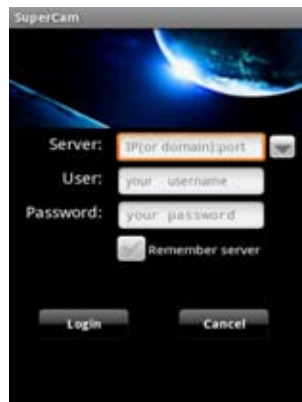 SuperCam
Server: IP(or domain):port
User: your username
Password: your password
Remember server
Login Cancel